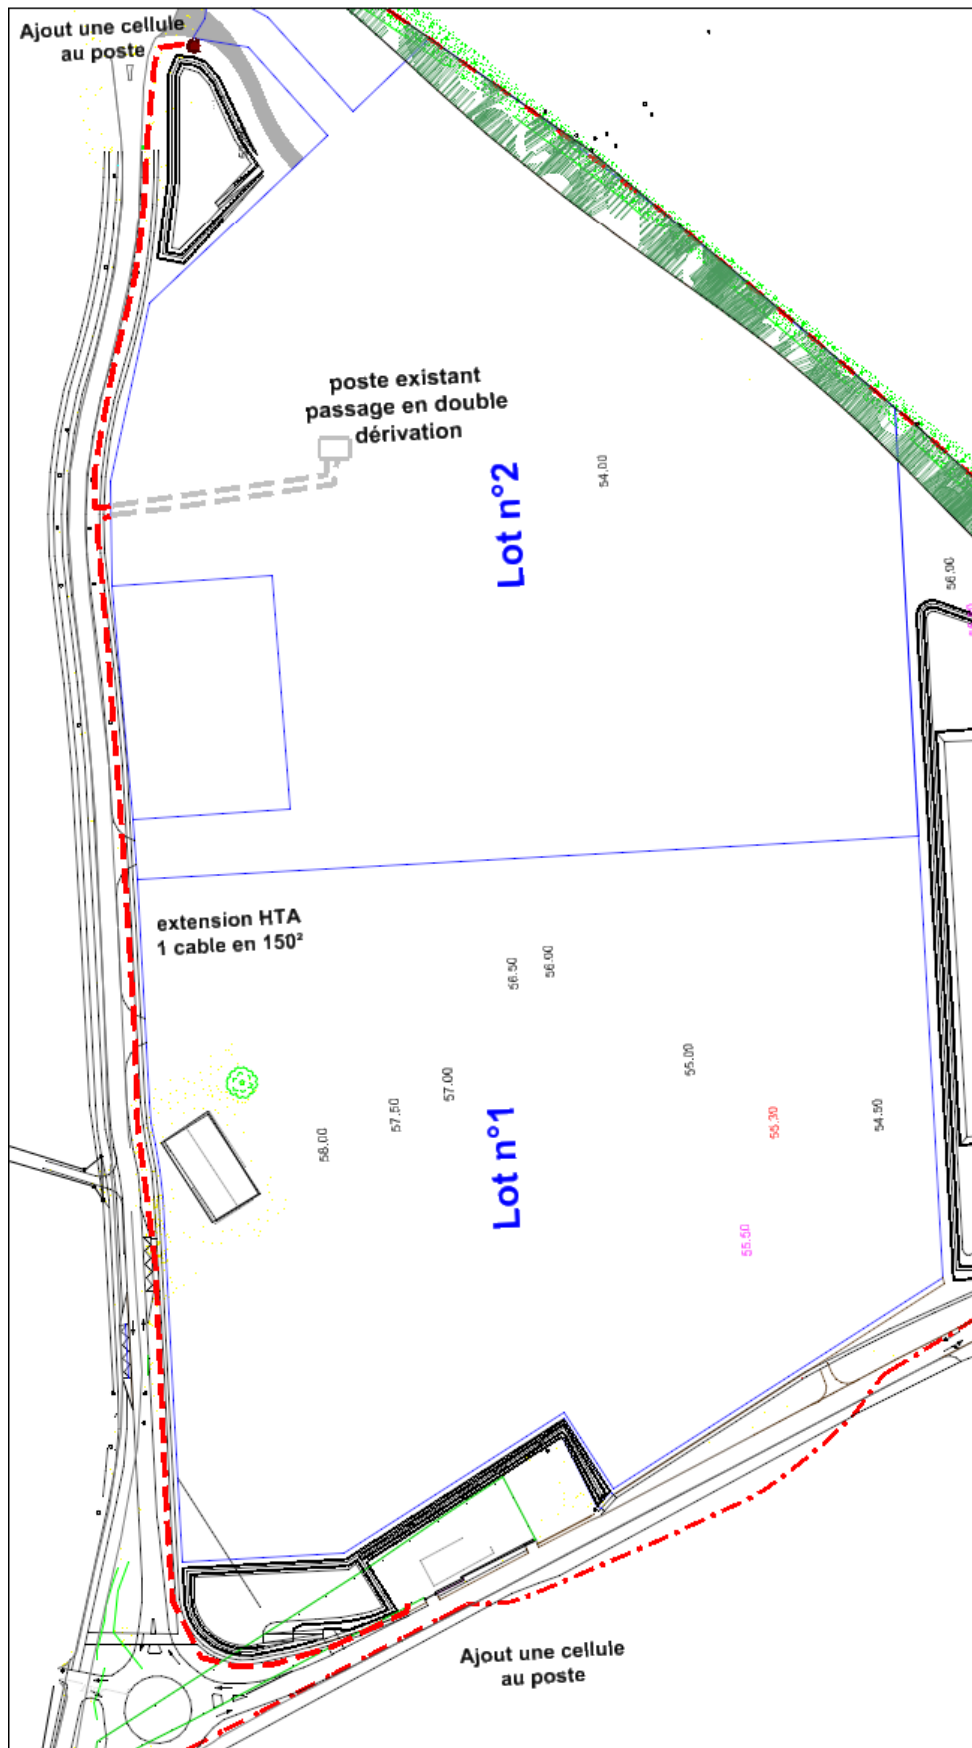 Ajout une cellule
au poste
poste existant
passage en double
dérivation
Lot n°2
54.00
56.90
extension HTA
1 cable en 150²
56.50
56.00
57.00
57.50
58.00
55.00
55.30
54.50
Lot n°1
55.50
Ajout une cellule
au poste